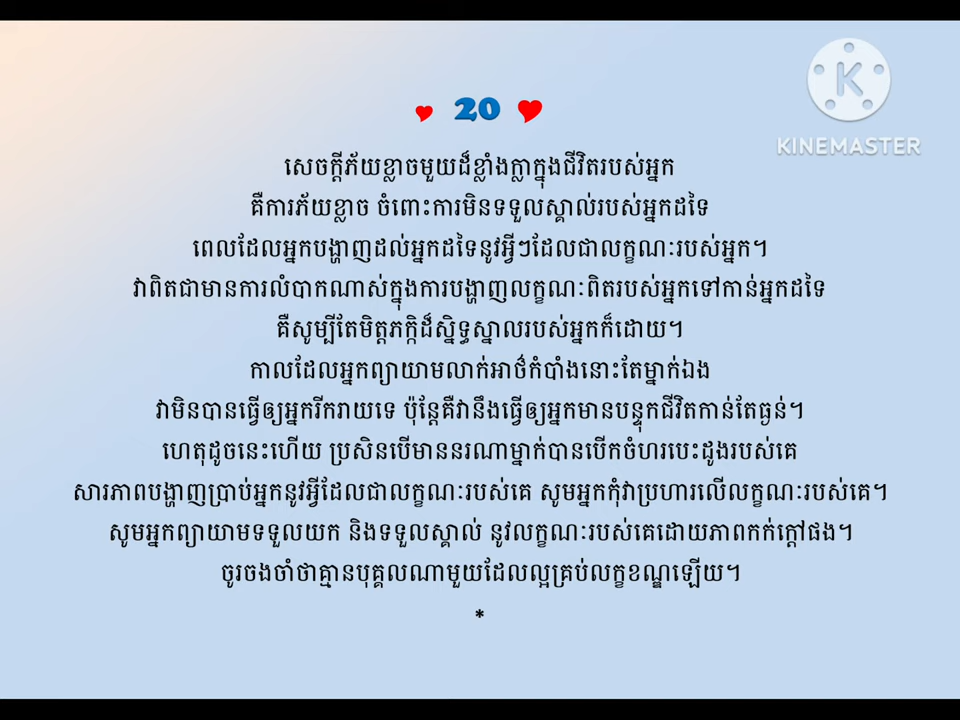 20
KINEMASTER
សេចក្តីភ័យខ្លាចមួយដ៏ខ្លាំងក្លាក្នុងជីវិតរបស់អ្នក
គឺការភ័យខ្លាច ចំពោះការមិនទទួលស្គាល់របស់អ្នកដទៃ
ពេលដែលអ្នកបង្ហាញដល់អ្នកដទៃនូវអ្វីៗដែលជាលក្ខណៈរបស់អ្នក។
វាពិតជាមានការលំបាកណាស់ក្នុងការបង្ហាញលក្ខណៈពិតរបស់អ្នកទៅកាន់អ្នកដទៃ
គឺសូម្បីតែមិត្តភក្តិដ៏ស្និទ្ធស្នាលរបស់អ្នកក៏ដោយ។
កាលដែលអ្នកព្យាយាមលាក់អាថ៌កំបាំងនោះតែម្នាក់ឯង
វាមិនបានធ្វើឲ្យអ្នករីករាយទេ ប៉ុន្តែគឺវានឹងធ្វើឲ្យអ្នកមានបន្ទុកជីវិតកាន់តែធ្ងន់។
ហេតុដូចនេះហើយ ប្រសិនបើមាននរណាម្នាក់បានបើកចំហរបេះដូងរបស់គេ
សារភាពបង្ហាញប្រាប់អ្នកនូវអ្វីដែលជាលក្ខណៈរបស់គេ សូមអ្នកកុំវាប្រហារលើលក្ខណៈរបស់គេ។
សូមអ្នកព្យាយាមទទួលយក និងទទួលស្គាល់ នូវលក្ខណៈរបស់គេដោយភាពកក់ក្តៅផង។
ចូរចងចាំថាគ្មានបុគ្គលណាមួយដែលល្អគ្រប់លក្ខខណ្ឌឡើយ។
*